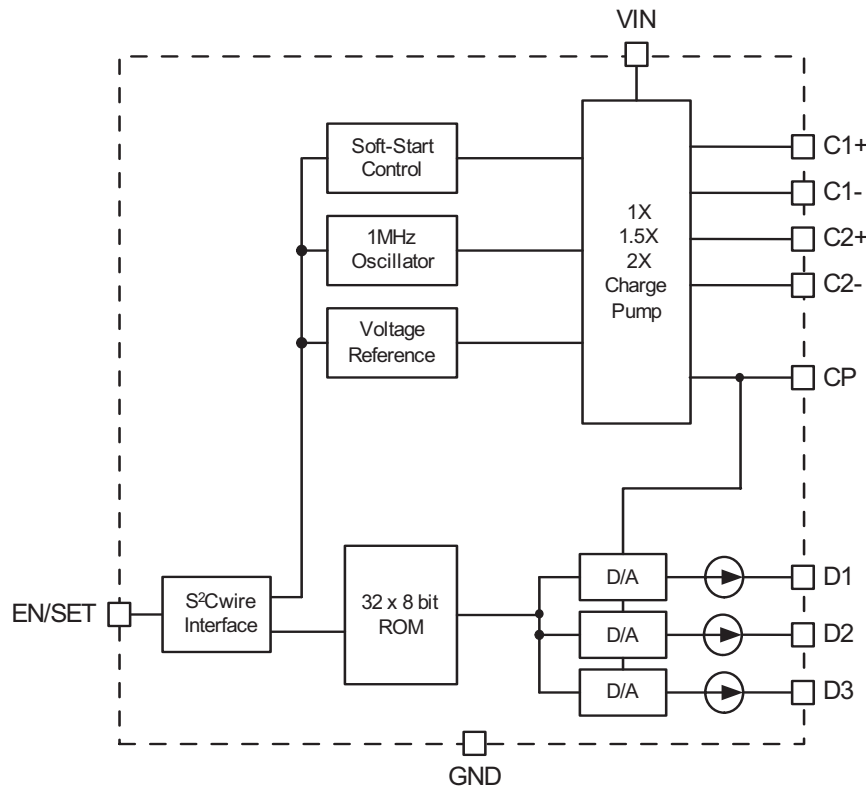 VIN
Soft-Start
Control
1MHz
Oscillator
Voltage
Reference
1X
1.5X
2X
Charge
Pump
C1+
C1-
C2+
C2-
CP
EN/SET
S²Cwire
Interface
32 x 8 bit
ROM
D/A
D1
D/A
D2
D/A
D3
GND